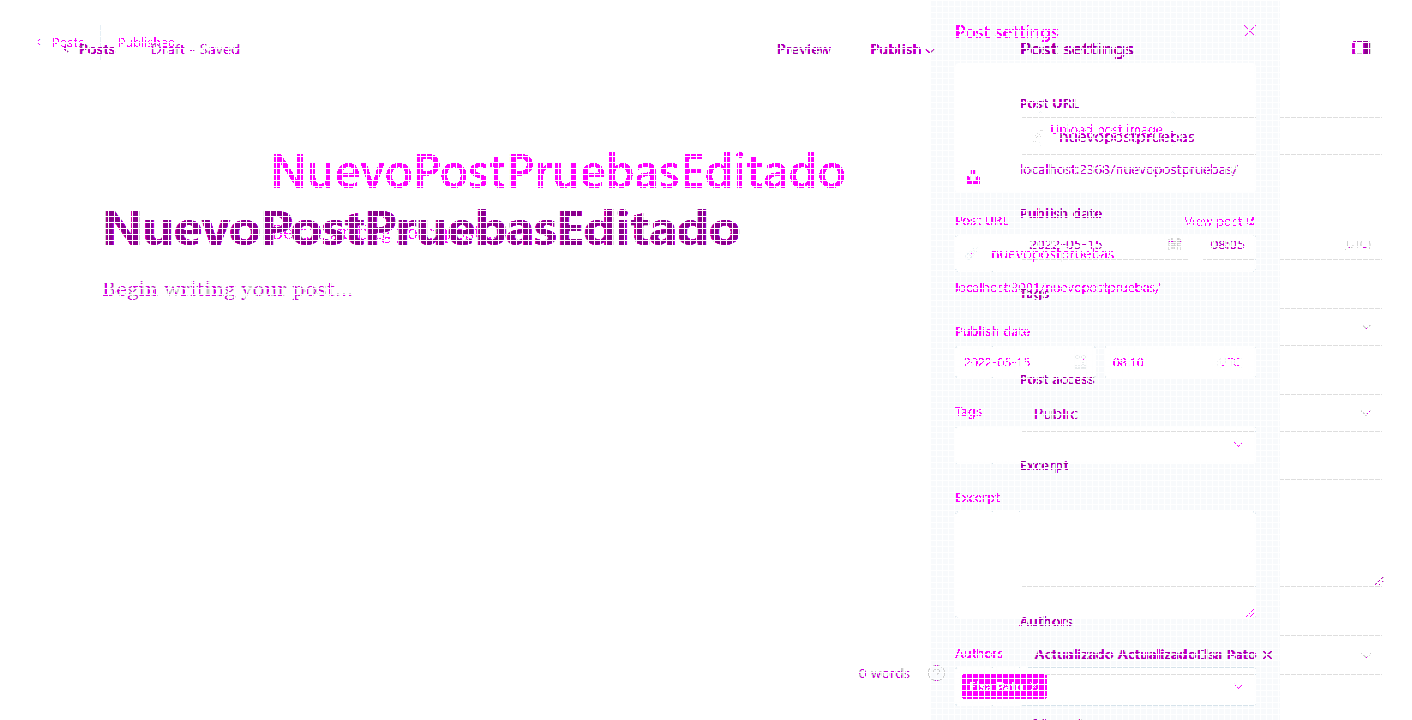 Posts Published
Posts Draft - Saved
Preview
Publish
Post settings
Post settings
Post URL
Upload post image
nuevopostpruebas
localhost:2368/nuevopostpruebas/
NuevoPostPruebasEditado
NuevoPostPruebasEditado
Begin writing your post...
Publish date
Post URL
View post
2022-05-15
08:05
UTC
nuevopostpruebas
localhost:3001/nuevopostpruebas/
Tags
Publish date
2022-05-15
08:10
UTC
Post access
Tags
Public
Excerpt
Excerpt
Authors
Authors
Actualizado Actualizado
Elsa Pato ×
0 words